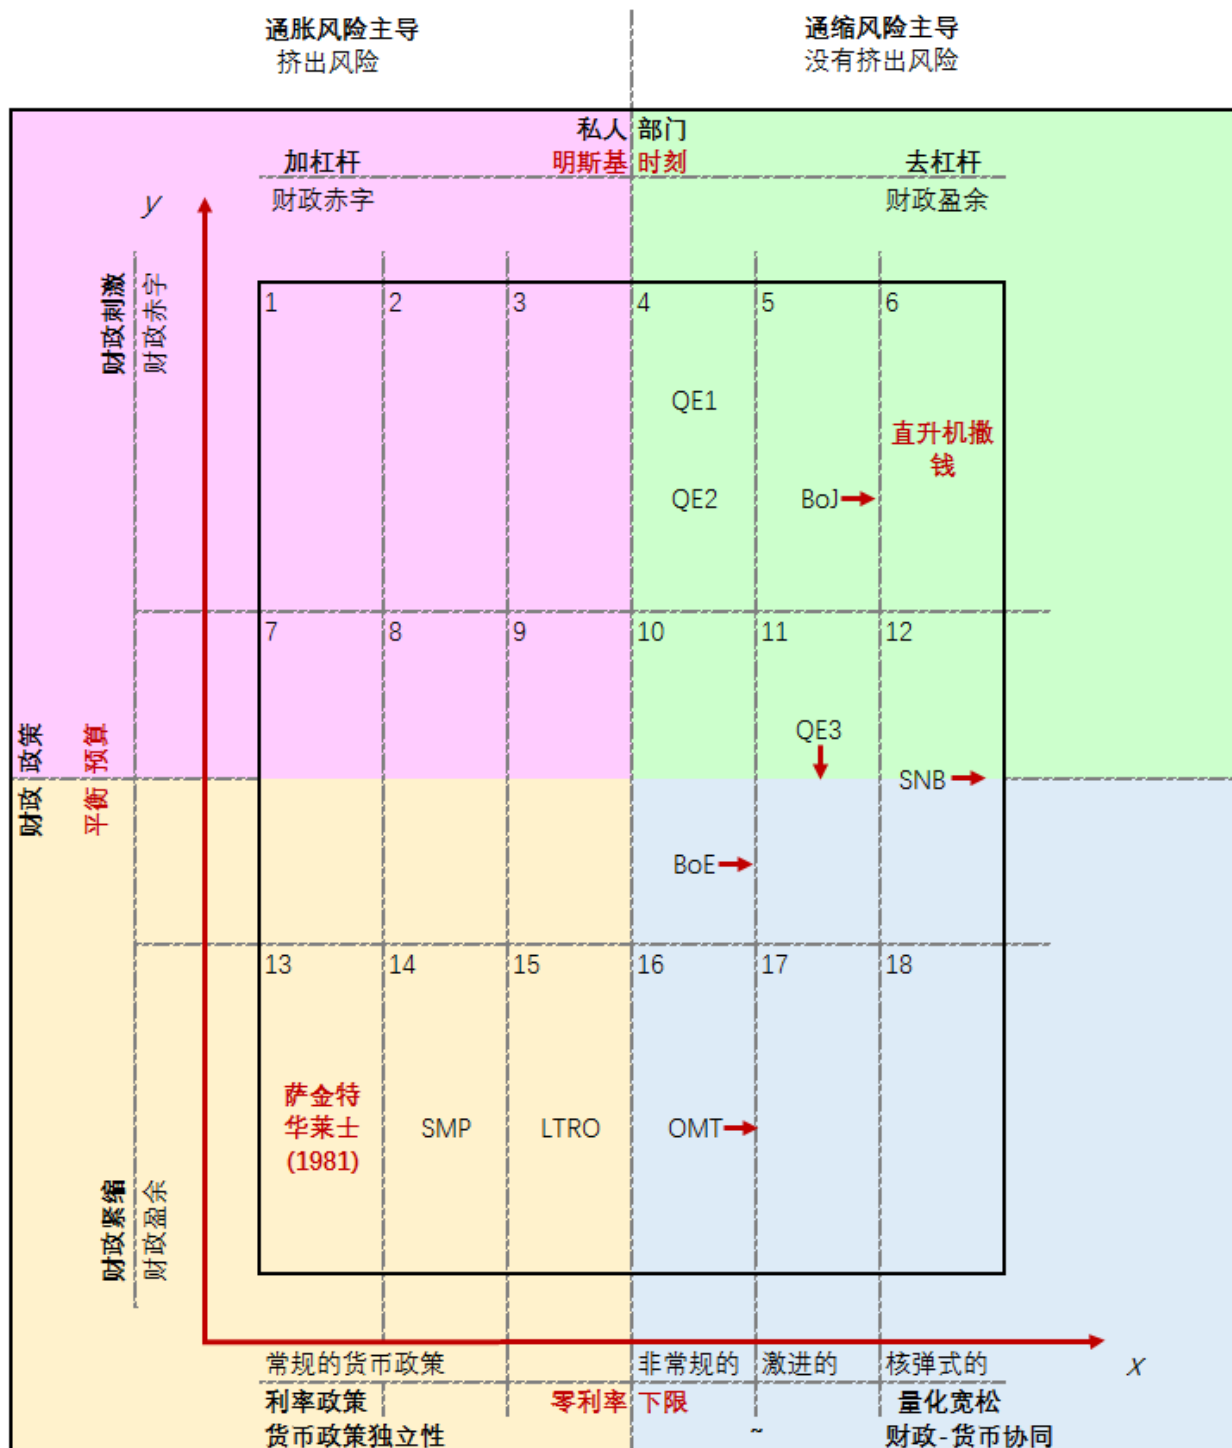 通胀风险主导
通缩风险主导
挤出风险
没有挤出风险
私人 部门
加杠杆
明斯基 时刻
去杠杆
y
财政赤字
财政盈余
财政刺激
财政赤字
1 2 3 4 5 6
QE1
直升机撒
钱
QE2
BoJ
7 8 9 10 11 12
财政 政策
平衡 预算
QE3
SNB
BoE
13 14 15 16 17 18
萨金特
华莱士
(1981)
SMP
LTRO
OMT
财政紧缩
财政盈余
常规的货币政策
非常规的
激进的
核弹式的
x
利率政策
零利率 下限
量化宽松
货币政策独立性
~
财政-货币协同